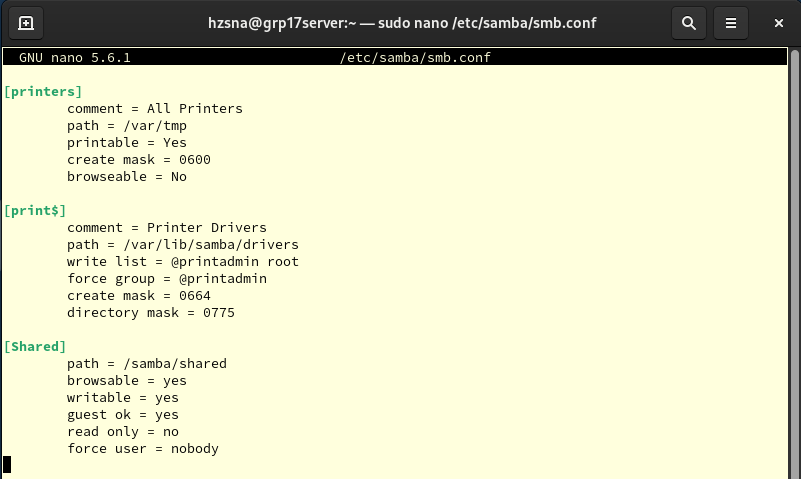 hzsna@grp17server:~ — sudo nano /etc/samba/smb.conf
GNU nano 5.6.1 /etc/samba/smb.conf
[printers]
comment = All Printers
path = /var/tmp
printable = Yes
create mask = 0600
browseable = No
[print$]
comment = Printer Drivers
path = /var/lib/samba/drivers
write list = @printadmin root
force group = @printadmin
create mask = 0664
directory mask = 0775
[Shared]
path = /samba/shared
browsable = yes
writable = yes
guest ok = yes
read only = no
force user = nobody